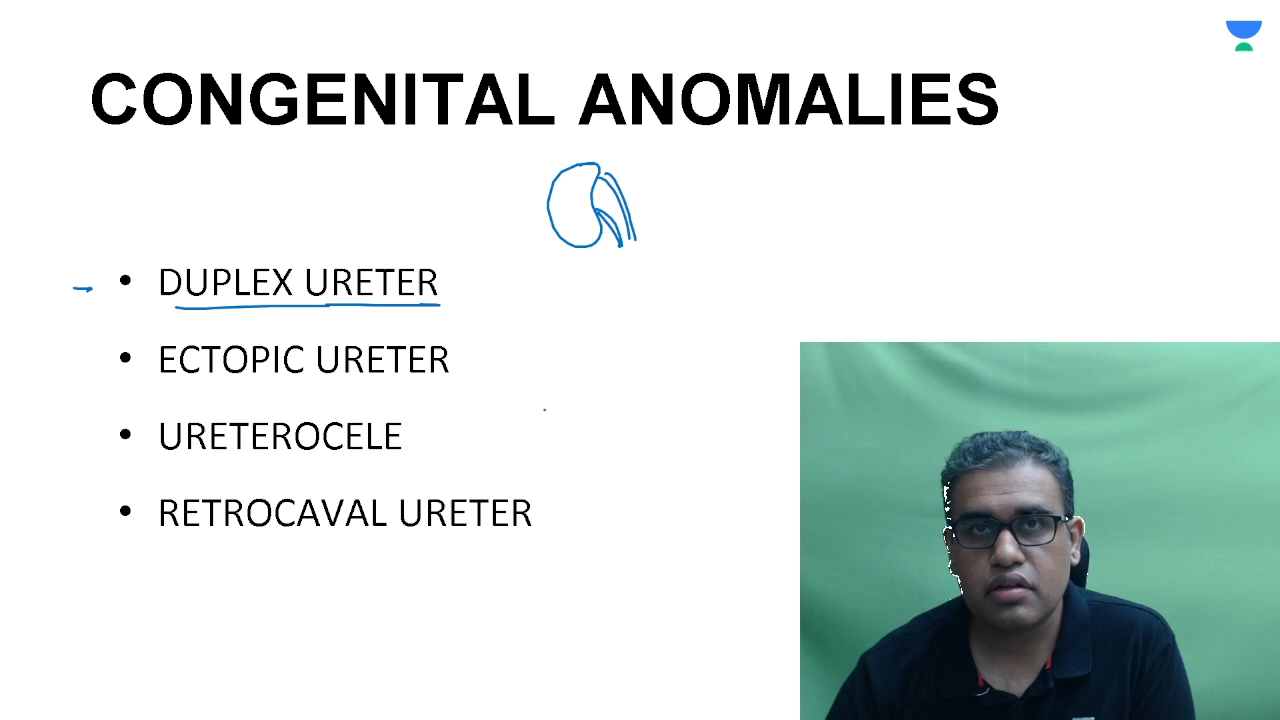 CONGENITAL ANOMALIES
• DUPLEX URETER
• ECTOPIC URETER
• URETEROCELE
• RETROCAVAL URETER